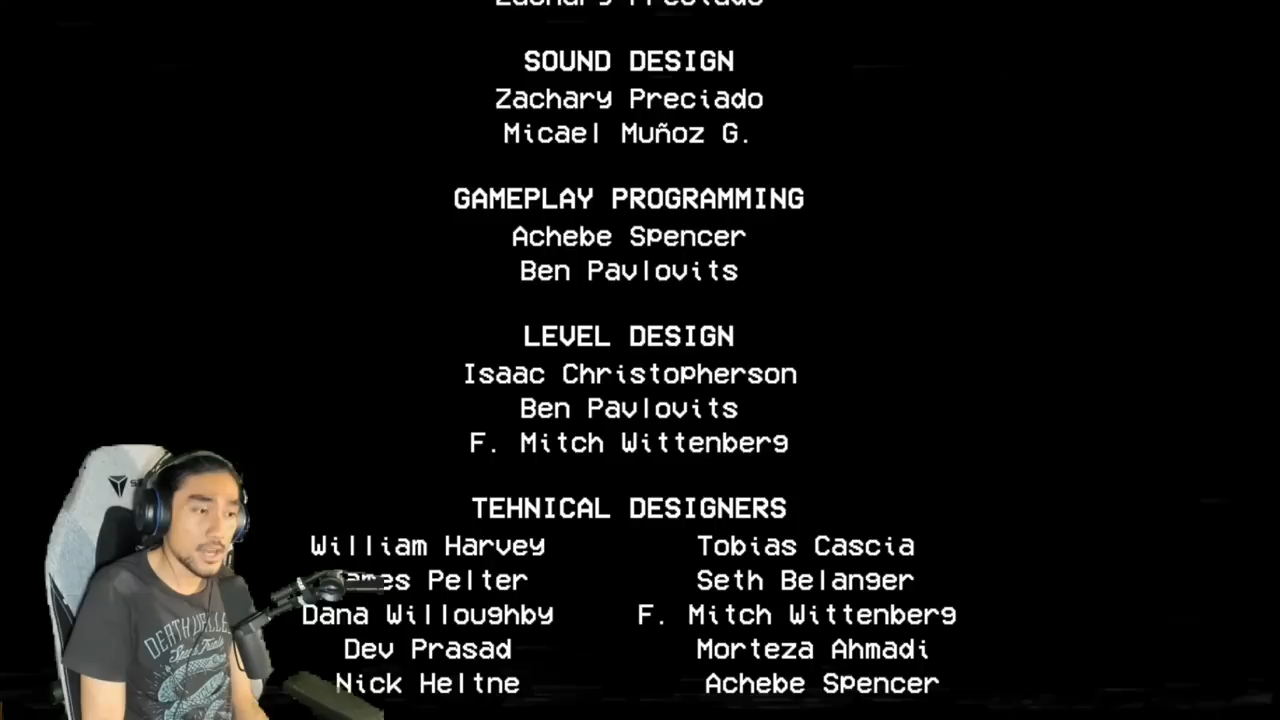 SOUND DESIGN
Zachary Preciado
Micael Muñoz G.
GAMEPLAY PROGRAMMING
Achebe Spencer
Ben Pavlovits
LEVEL DESIGN
Isaac Christopherson
Ben Pavlovits
F. Mitch Wittenberg
TEHNICAL DESIGNERS
William Harvey
Tobias Cascia
Pelter
Seth Belanger
Dana Willoughby
F. Mitch Wittenberg
Dev Prasad
Morteza Ahmadi
Nick Heltne
Achebe Spencer